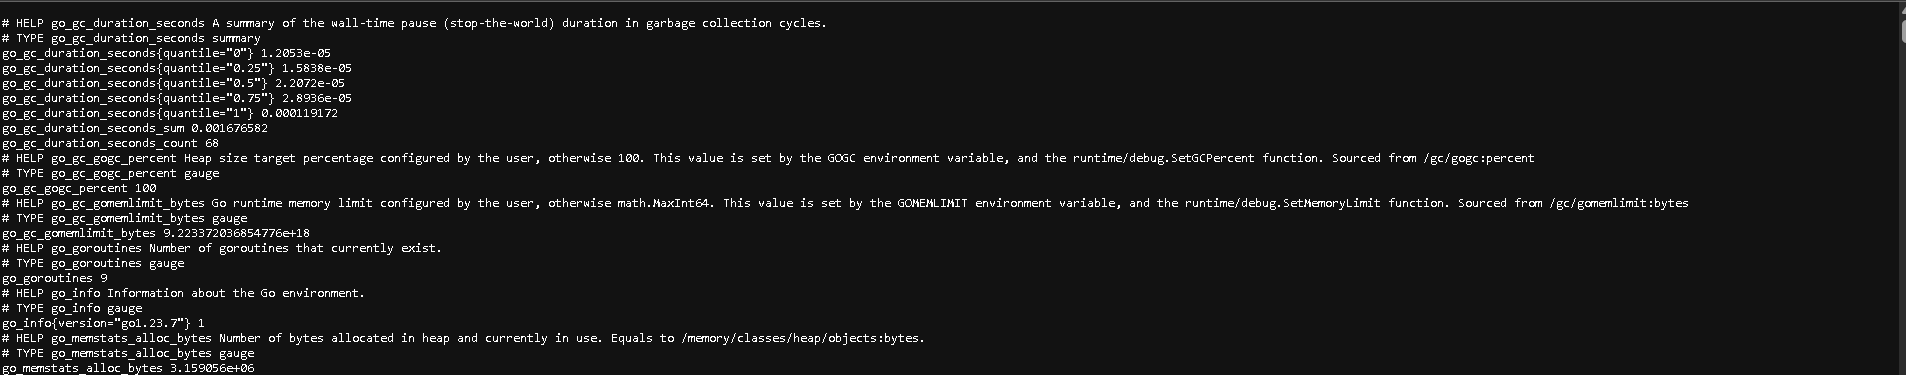 # HELP go_gc_duration_seconds A summary of the wall-time pause (stop-the-world) duration in garbage collection cycles.
# TYPE go_gc_duration_seconds summary
go_gc_duration_seconds{quantile="0"} 1.2053e-05
go_gc_duration_seconds{quantile="0.25"} 1.5838e-05
go_gc_duration_seconds{quantile="0.5"} 2.2072e-05
go_gc_duration_seconds{quantile="0.75"} 2.8936e-05
go_gc_duration_seconds{quantile="1"} 0.000119172
go_gc_duration_seconds_sum 0.001676582
go_gc_duration_seconds_count 68
# HELP go_gc_gogc_percent Heap size target percentage configured by the user, otherwise 100. This value is set by the GOGC environment variable, and the runtime/debug.SetGCPercent function. Sourced from /gc/gogc:percent
# TYPE go_gc_gogc_percent gauge
go_gc_gogc_percent 100
# HELP go_gc_gomemlimit_bytes Go runtime memory limit configured by the user, otherwise math.MaxInt64. This value is set by the GOMEMLIMIT environment variable, and the runtime/debug.SetMemoryLimit function. Sourced from /gc/gomemlimit:bytes
# TYPE go_gc_gomemlimit_bytes gauge
go_gc_gomemlimit_bytes 9.223372036854776e+18
# HELP go_goroutines Number of goroutines that currently exist.
# TYPE go_goroutines gauge
go_goroutines 9
# HELP go_info Information about the Go environment.
# TYPE go_info gauge
go_info{version="go1.23.7"} 1
# HELP go_memstats_alloc_bytes Number of bytes allocated in heap and currently in use. Equals to /memory/classes/heap/objects:bytes.
# TYPE go_memstats_alloc_bytes gauge
go_memstats_alloc_bytes 3.159056e+06